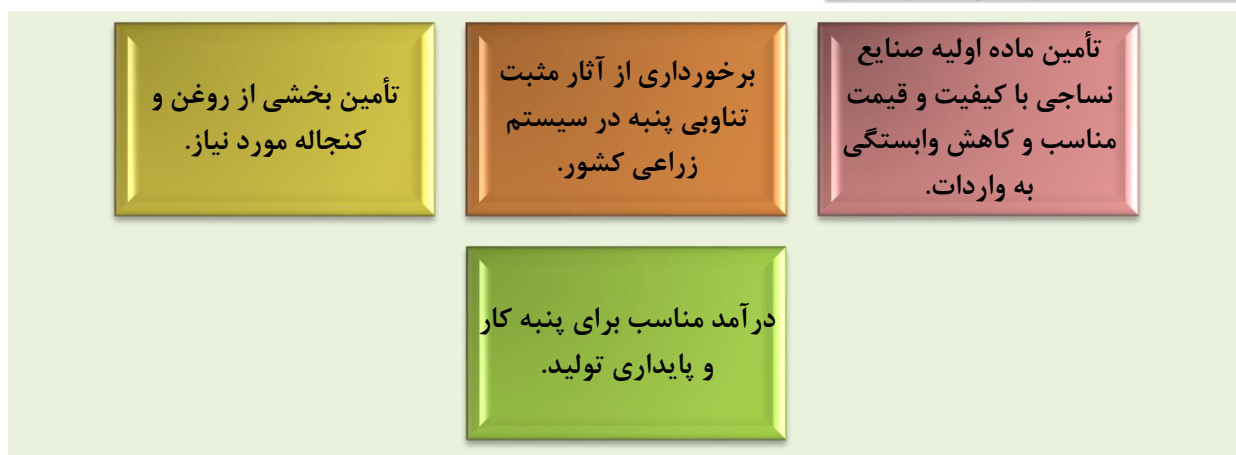 تأمین ماده اولیه صنایع
نساجی با کیفیت و قیمت
مناسب و کاهش وابستگی
به واردات.
برخورداری از آثار مثبت
تناوبی پنبه در سیستم
زراعی کشور.
تأمین بخشی از روغن و
کنجاله مورد نیاز.
درآمد مناسب برای پنبه کار
و پایداری تولید.